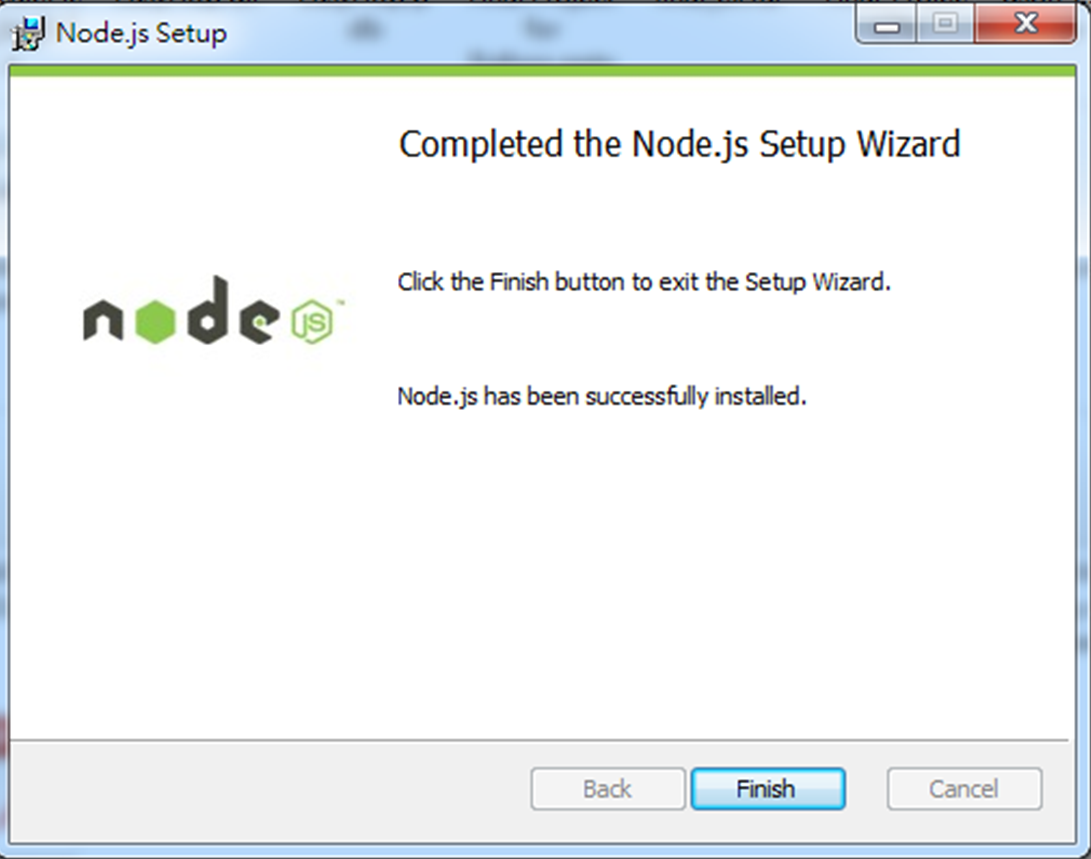 Node.js Setup
Completed the Node.js Setup Wizard
Click the Finish button to exit the Setup Wizard.
node JS™
Node.js has been successfully installed.
Back
Finish
Cancel